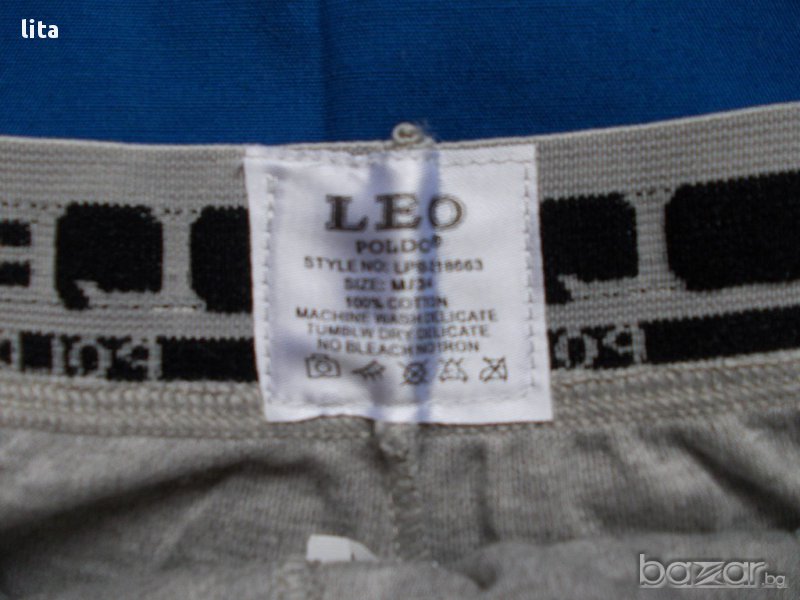 lita
LEO
POLDO®
STYLE NO: LPS218663
SIZE: M/34
100% COTTON
MACHINE WASH DELICATE
TUMBLW DRY DELICATE
NO BLEACH NO IRON
bazar.bg